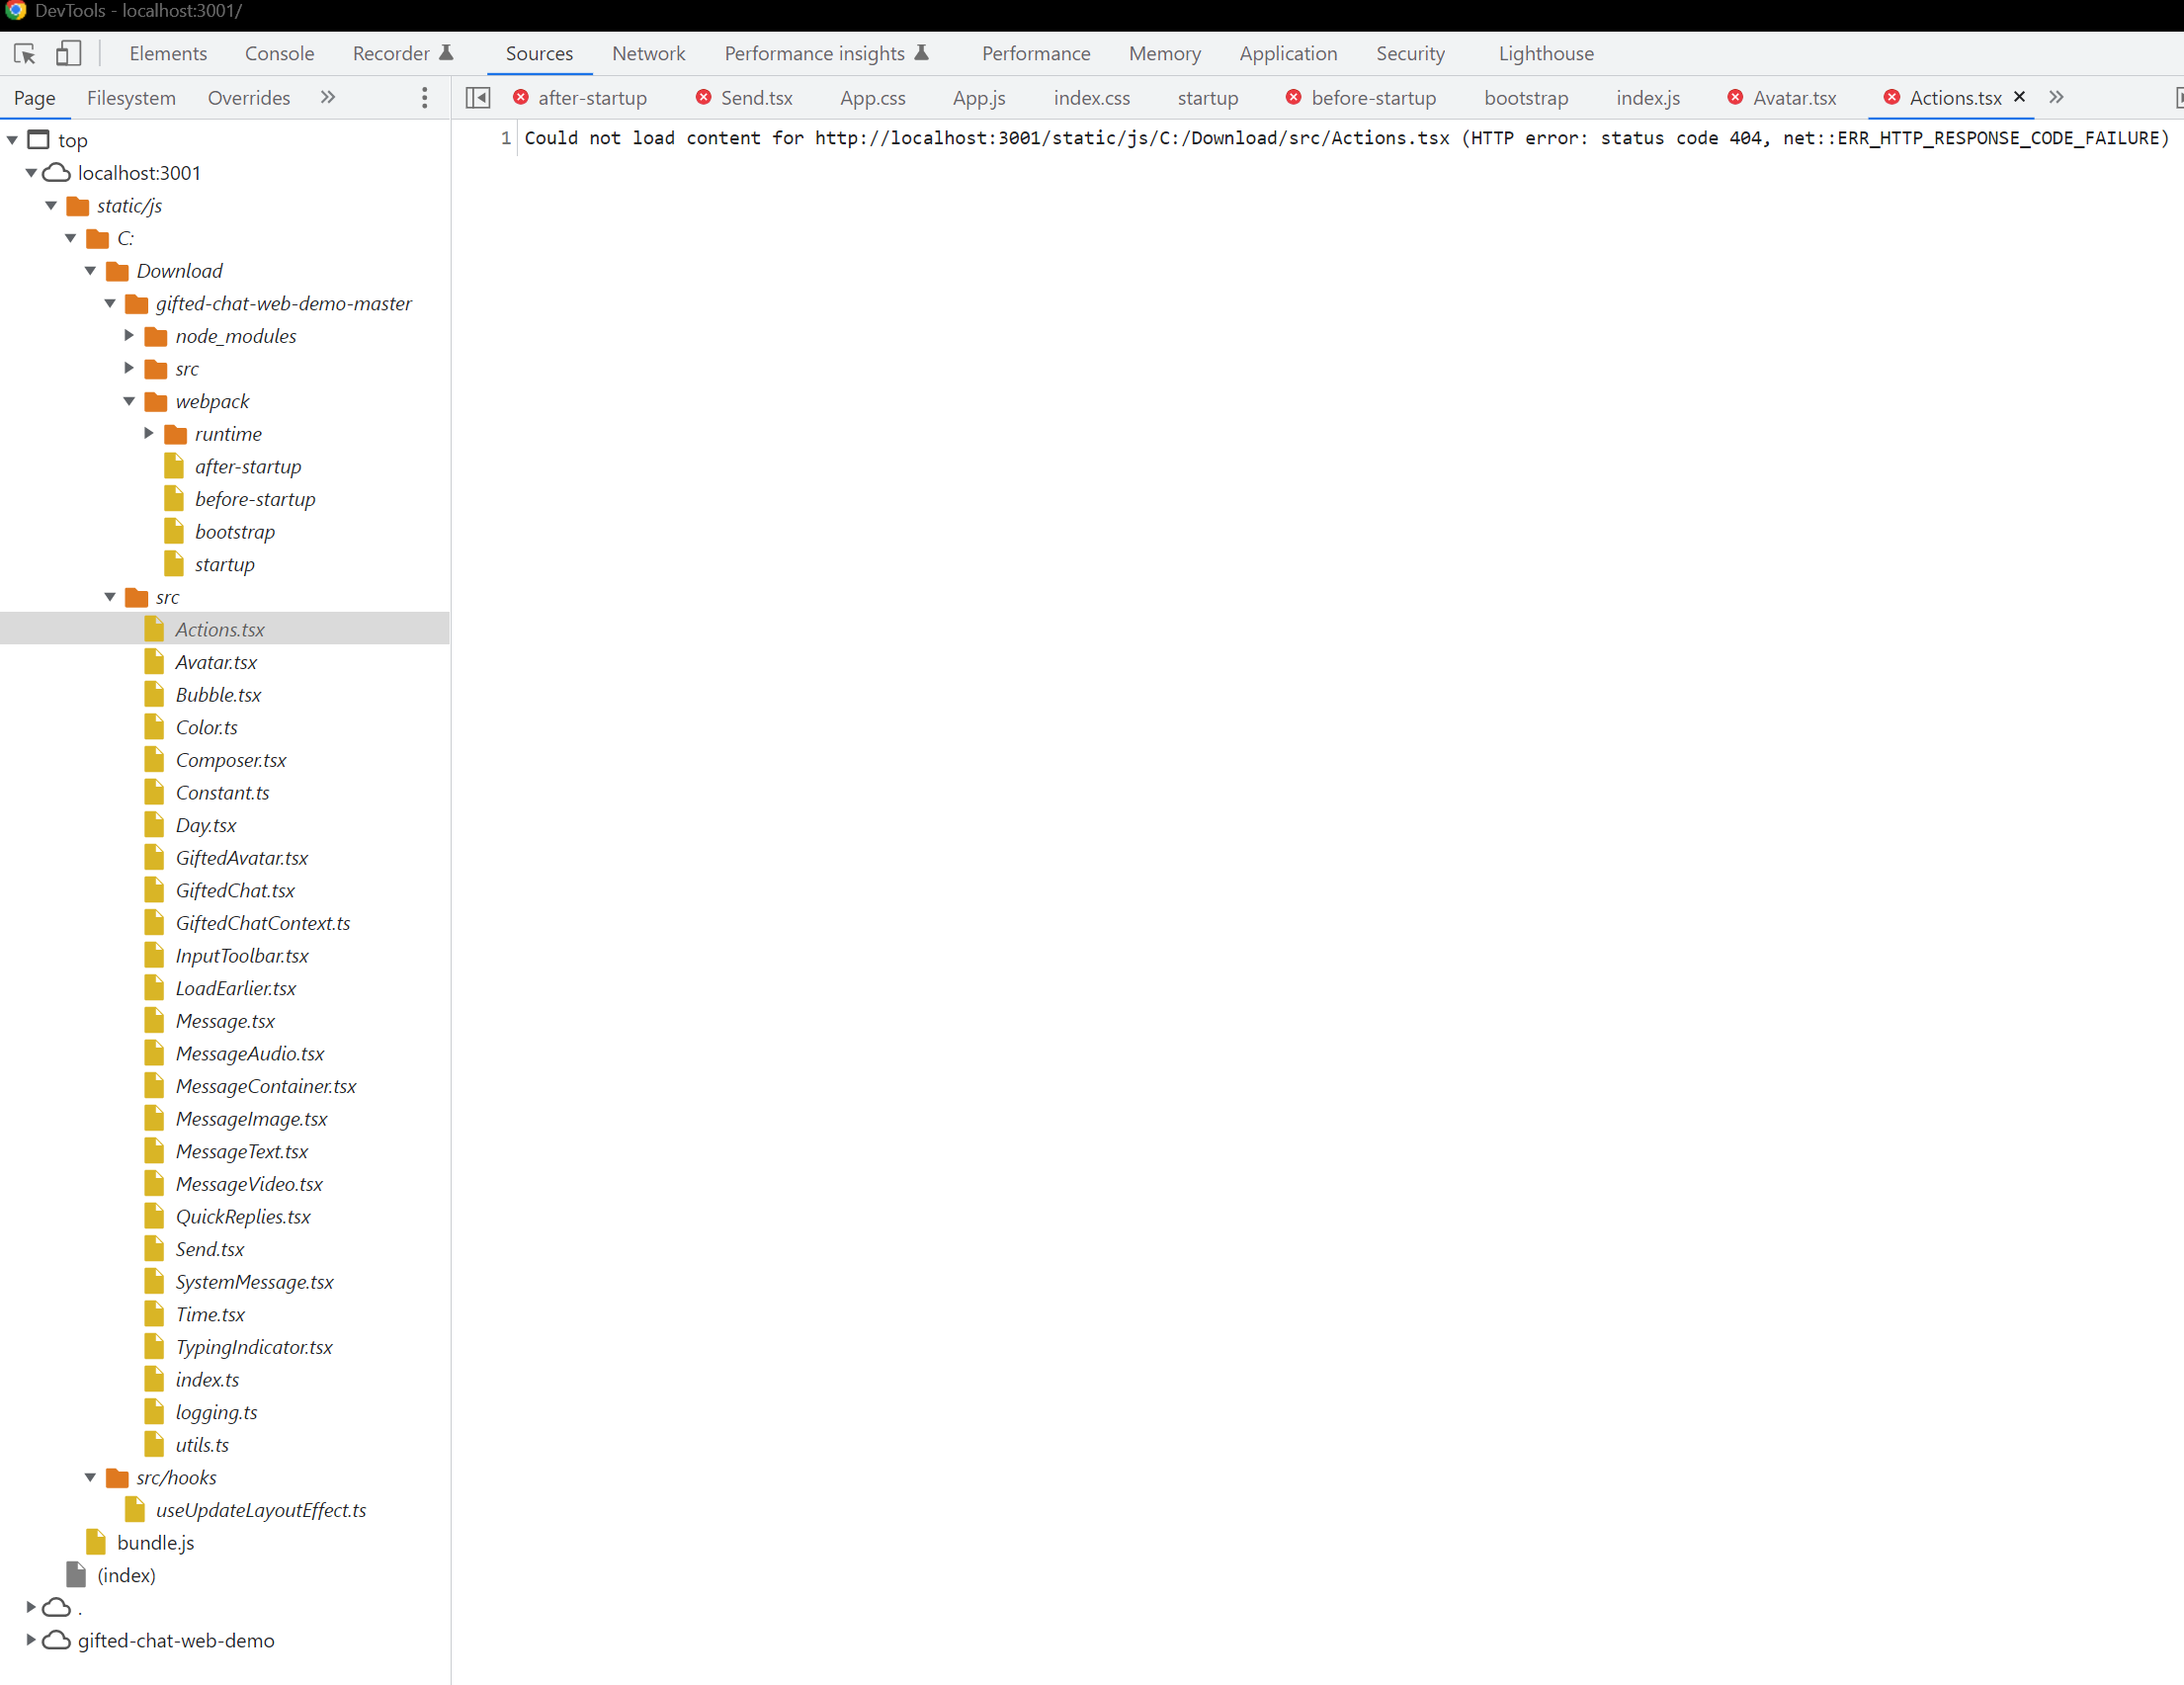 DevTools - localhost:3001/
Elements Console Recorder Sources Network Performance insights Performance Memory Application Security Lighthouse
Page Filesystem Overrides » after-startup Send.tsx App.css App.js index.css startup before-startup bootstrap index.js Avatar.tsx Actions.tsx × »
1 Could not load content for http://localhost:3001/static/js/C:/Download/src/Actions.tsx (HTTP error: status code 404, net::ERR_HTTP_RESPONSE_CODE_FAILURE)
top
localhost:3001
static/js
C:
Download
gifted-chat-web-demo-master
node_modules
src
webpack
runtime
after-startup
before-startup
bootstrap
startup
src
Actions.tsx
Avatar.tsx
Bubble.tsx
Color.ts
Composer.tsx
Constant.ts
Day.tsx
GiftedAvatar.tsx
GiftedChat.tsx
GiftedChatContext.ts
InputToolbar.tsx
LoadEarlier.tsx
Message.tsx
MessageAudio.tsx
MessageContainer.tsx
MessageImage.tsx
MessageText.tsx
MessageVideo.tsx
QuickReplies.tsx
Send.tsx
SystemMessage.tsx
Time.tsx
TypingIndicator.tsx
index.ts
logging.ts
utils.ts
src/hooks
useUpdateLayoutEffect.ts
bundle.js
(index)
.
gifted-chat-web-demo